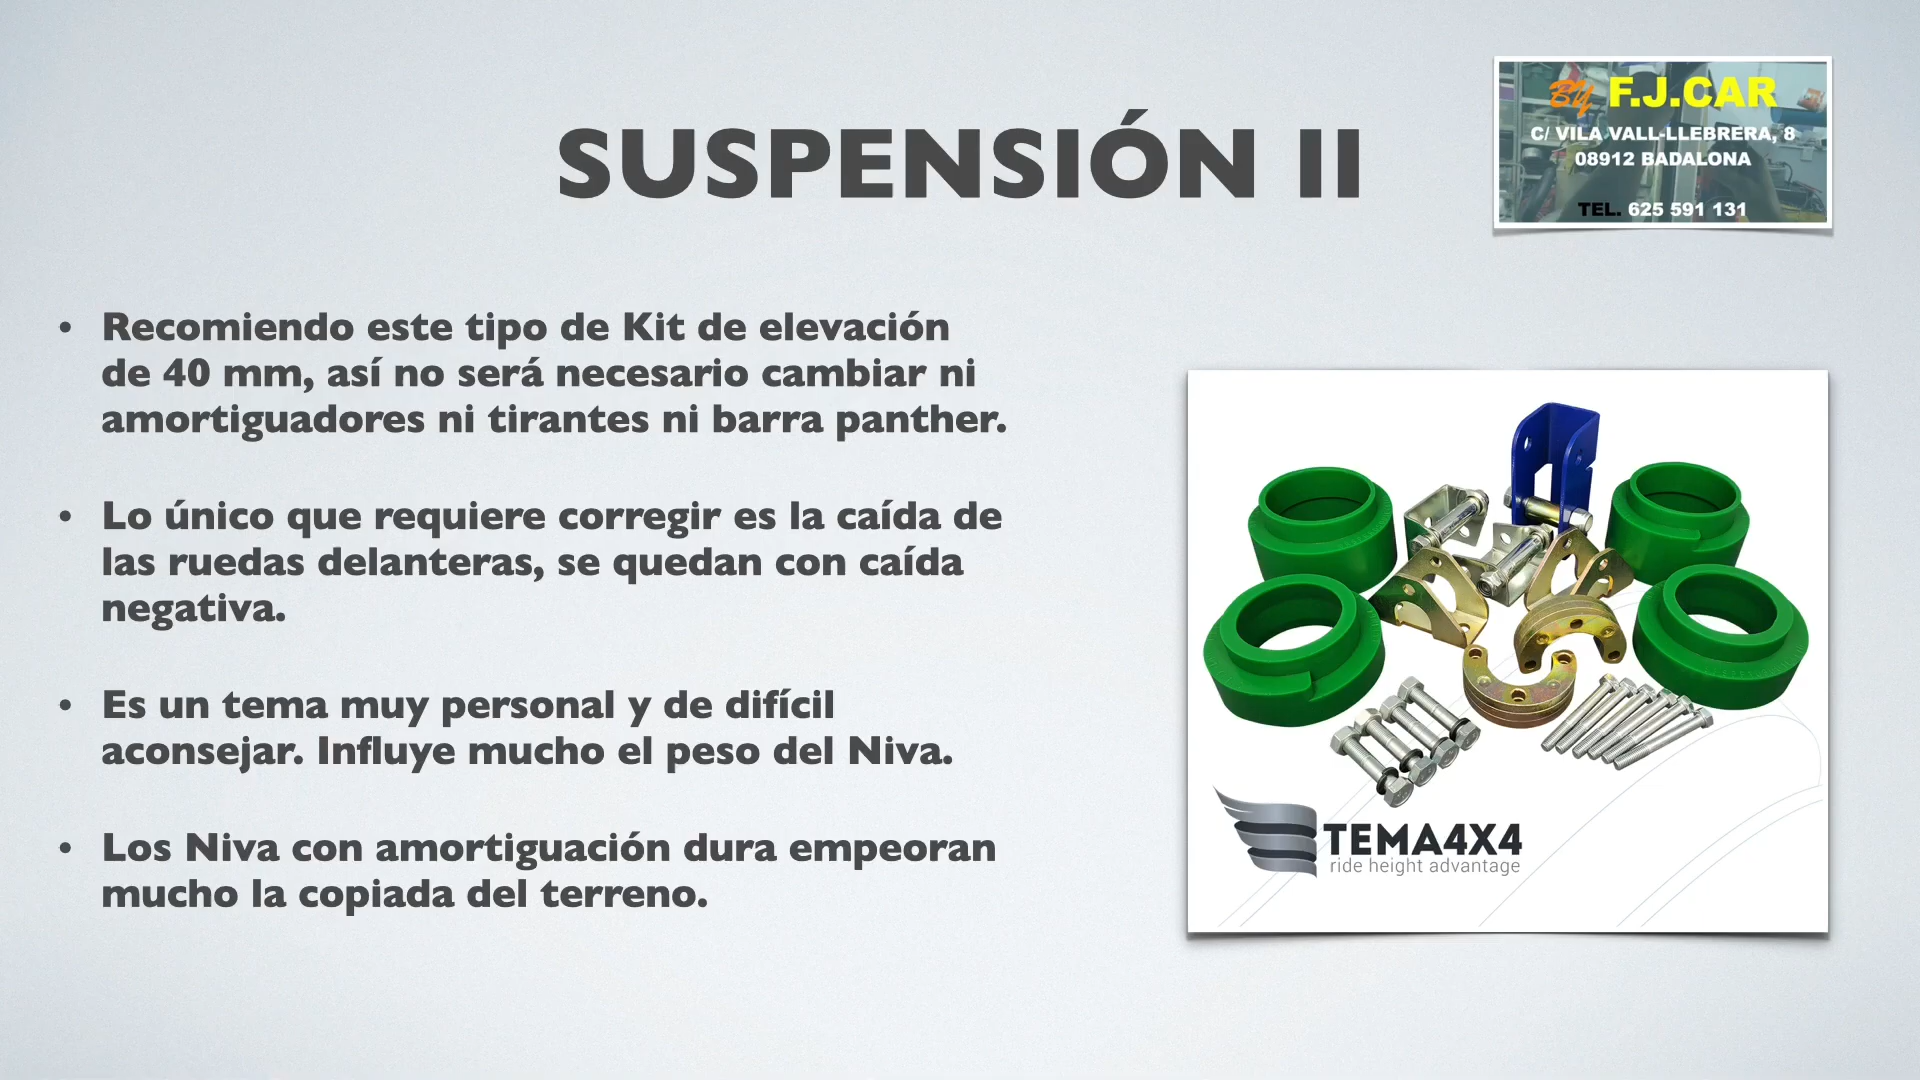 SUSPENSIÓN II
BY F.J.CAR
C/ VILA VALL-LLEBRERA, 8
08912 BADALONA
TEL. 625 591 131
• Recomiendo este tipo de Kit de elevación
de 40 mm, así no será necesario cambiar ni
amortiguadores ni tirantes ni barra panther.
• Lo único que requiere corregir es la caída de
las ruedas delanteras, se quedan con caída
negativa.
• Es un tema muy personal y de difícil
aconsejar. Influye mucho el peso del Niva.
• Los Niva con amortiguación dura empeoran
mucho la copiada del terreno.
TEMA4X4
ride height advantage